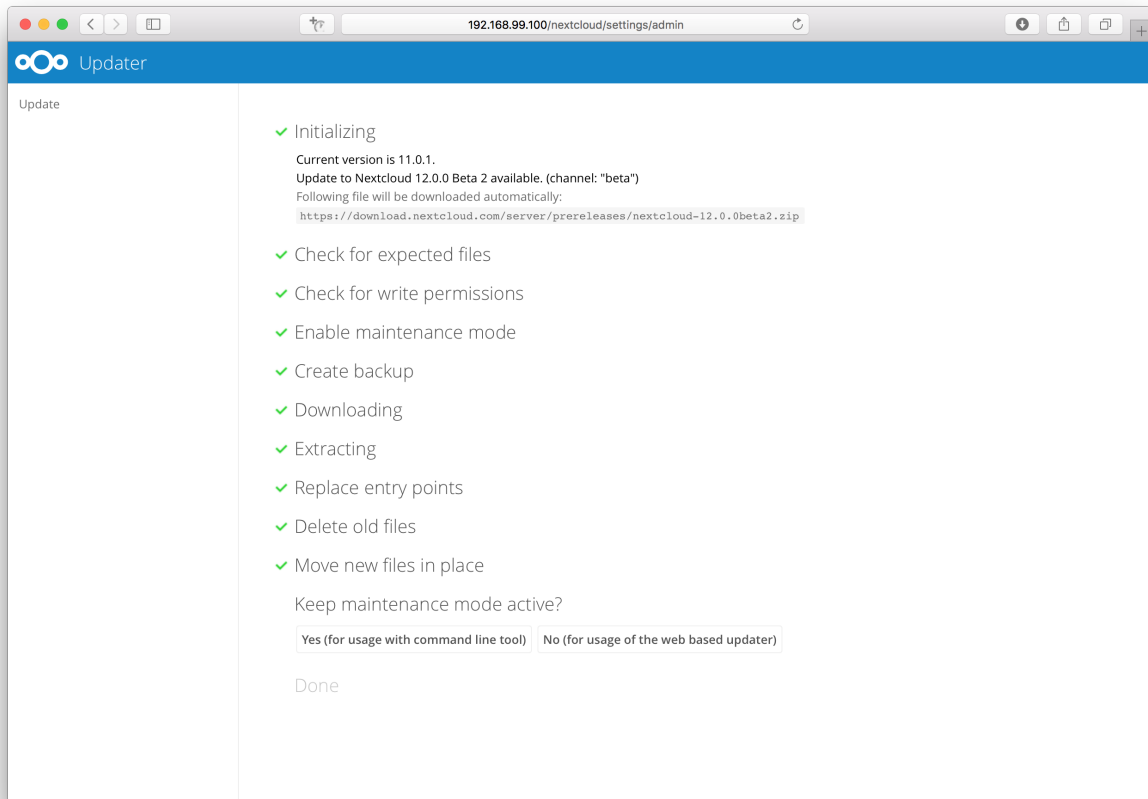 192.168.99.100/nextcloud/settings/admin
Updater
Update
Initializing
Current version is 11.0.1.
Update to Nextcloud 12.0.0 Beta 2 available. (channel: "beta")
Following file will be downloaded automatically:
https://download.nextcloud.com/server/prereleases/nextcloud-12.0.0beta2.zip
Check for expected files
Check for write permissions
Enable maintenance mode
Create backup
Downloading
Extracting
Replace entry points
Delete old files
Move new files in place
Keep maintenance mode active?
Yes (for usage with command line tool) No (for usage of the web based updater)
Done